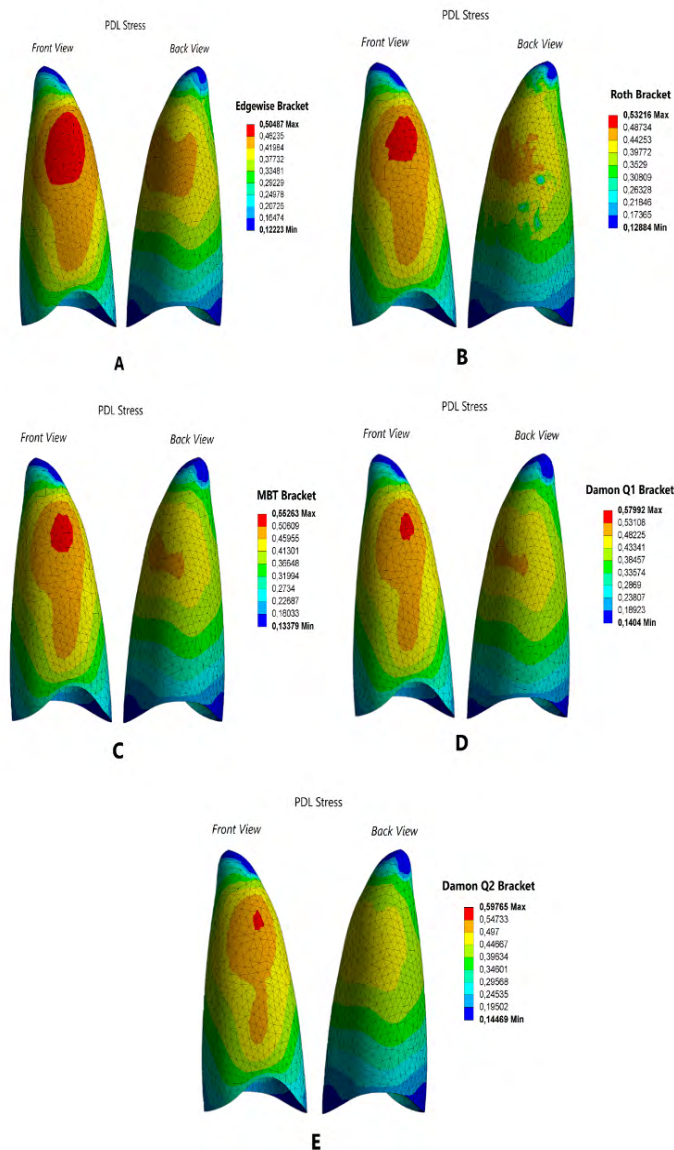 PDL Stress
Front View
Back View
Edgewise Bracket
0,50487 Max
0,46235
0,41984
0,37732
0,33481
0,29229
0,24978
0,20725
0,16474
0,12223 Min
A
PDL Stress
Front View
Back View
Roth Bracket
0,53216 Max
0,48734
0,44253
0,39772
0,3529
0,30809
0,26328
0,21846
0,17365
0,12884 Min
B
PDL Stress
Front View
Back View
MBT Bracket
0,55263 Max
0,50609
0,45955
0,41301
0,36648
0,31994
0,2734
0,22687
0,18033
0,13379 Min
C
PDL Stress
Front View
Back View
Damon Q1 Bracket
0,57992 Max
0,53108
0,48225
0,43341
0,38457
0,33574
0,2869
0,23807
0,18923
0,1404 Min
D
PDL Stress
Front View
Back View
Damon Q2 Bracket
0,59765 Max
0,54733
0,497
0,44667
0,39634
0,34601
0,29568
0,24535
0,19502
0,14469 Min
E